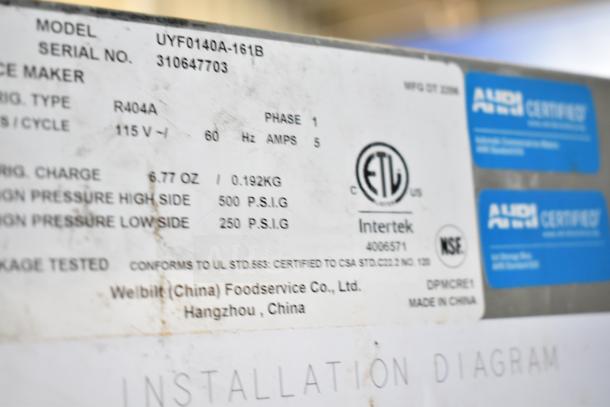 MODEL UYF0140A-161B
SERIAL NO. 310647703
CE MAKER
MFG DT 2206
RIG. TYPE R404A
S / CYCLE 115 V ~/ 60 Hz
PHASE 1
AMPS 5
RIG. CHARGE 6.77 OZ / 0.192KG
GN PRESSURE HIGH SIDE 500 P.S.I.G
GN PRESSURE LOW SIDE 250 P.S.I.G
C ETL US
Intertek
4006571
NSF
KAGE TESTED CONFORMS TO UL STD.563: CERTIFIED TO CSA STD.C22.2 NO. 120
Welbilt (China) Foodservice Co., Ltd.
Hangzhou , China
DPMCRE1
MADE IN CHINA
AHRI CERTIFIED
AHRI CERTIFIED
INSTALLATION DIAGRAM